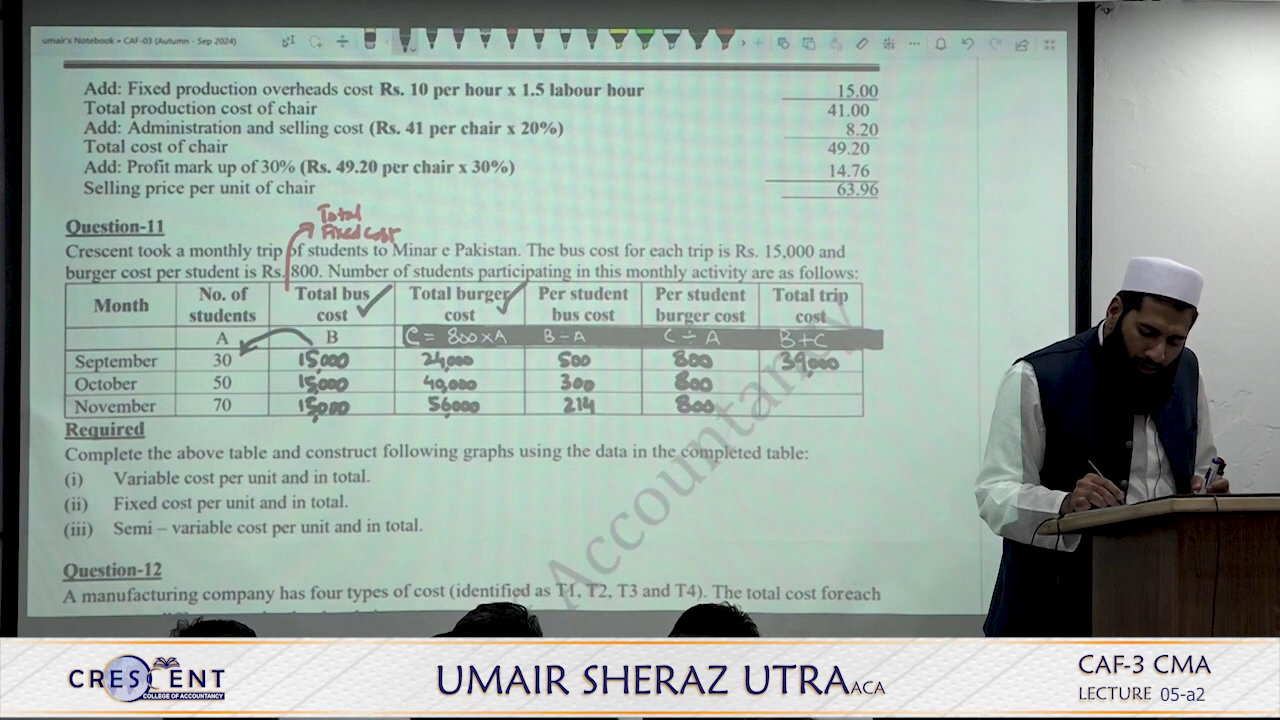 umair's Notebook » CAF-03 (Autumn - Sep 2024)
Add: Fixed production overheads cost Rs. 10 per hour x 1.5 labour hour 15.00
Total production cost of chair 41.00
Add: Administration and selling cost (Rs. 41 per chair x 20%) 8.20
Total cost of chair 49.20
Add: Profit mark up of 30% (Rs. 49.20 per chair x 30%) 14.76
Selling price per unit of chair 63.96
Total
Fixed cost
Question-11
Crescent took a monthly trip of students to Minar e Pakistan. The bus cost for each trip is Rs. 15,000 and
burger cost per student is Rs. 800. Number of students participating in this monthly activity are as follows:
Month No. of students Total bus cost Total burger cost Per student bus cost Per student burger cost Total trip cost
A B C = 800 x A B ÷ A C ÷ A B + C
September 30 15000 24,000 500 800 39,000
October 50 15000 40,000 300 800
November 70 15000 56000 214 800
Required
Complete the above table and construct following graphs using the data in the completed table:
(i) Variable cost per unit and in total.
(ii) Fixed cost per unit and in total.
(iii) Semi – variable cost per unit and in total.
Question-12
A manufacturing company has four types of cost (identified as T1, T2, T3 and T4). The total cost foreach
Accountancy
CRESCENT
COLLEGE OF ACCOUNTANCY
UMAIR SHERAZ UTRA ACA
CAF-3 CMA
LECTURE 05-a2